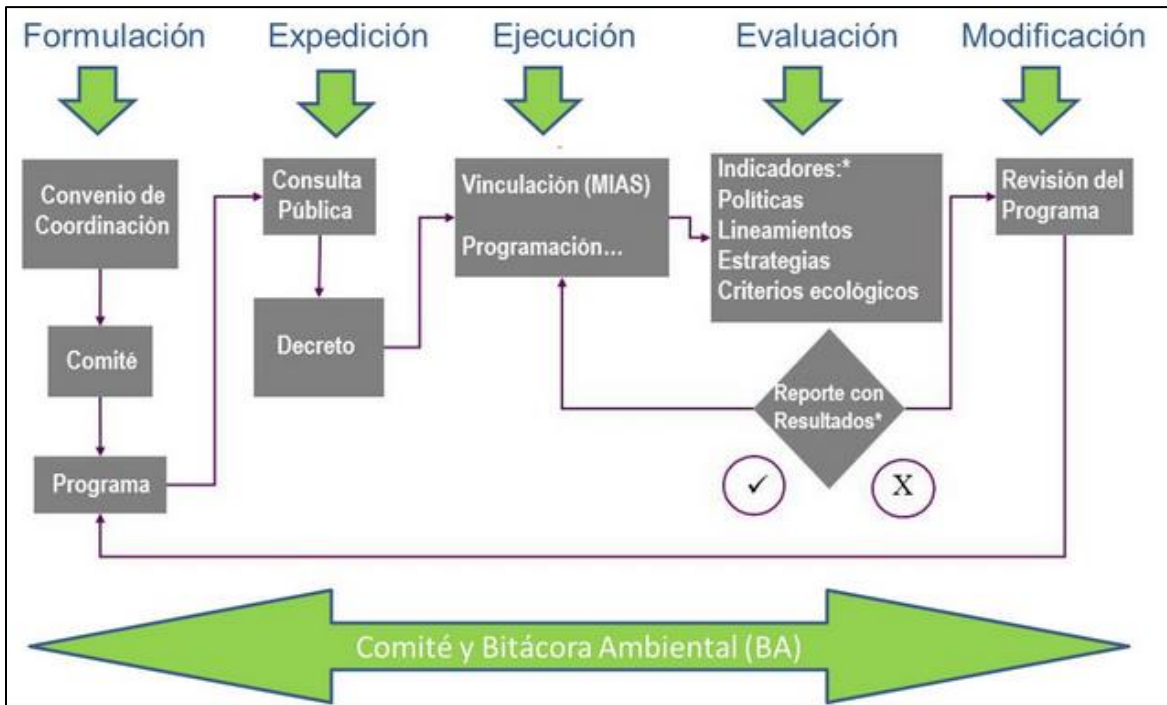 Formulación
Expedición
Ejecución
Evaluación
Modificación
Convenio de
Coordinación
Comité
Programa
Consulta
Pública
Decreto
Vinculación (MIAS)
Programación...
Indicadores:*
Políticas
Lineamientos
Estrategias
Criterios ecológicos
Reporte con
Resultados*
✓
X
Revisión del
Programa
Comité y Bitácora Ambiental (BA)